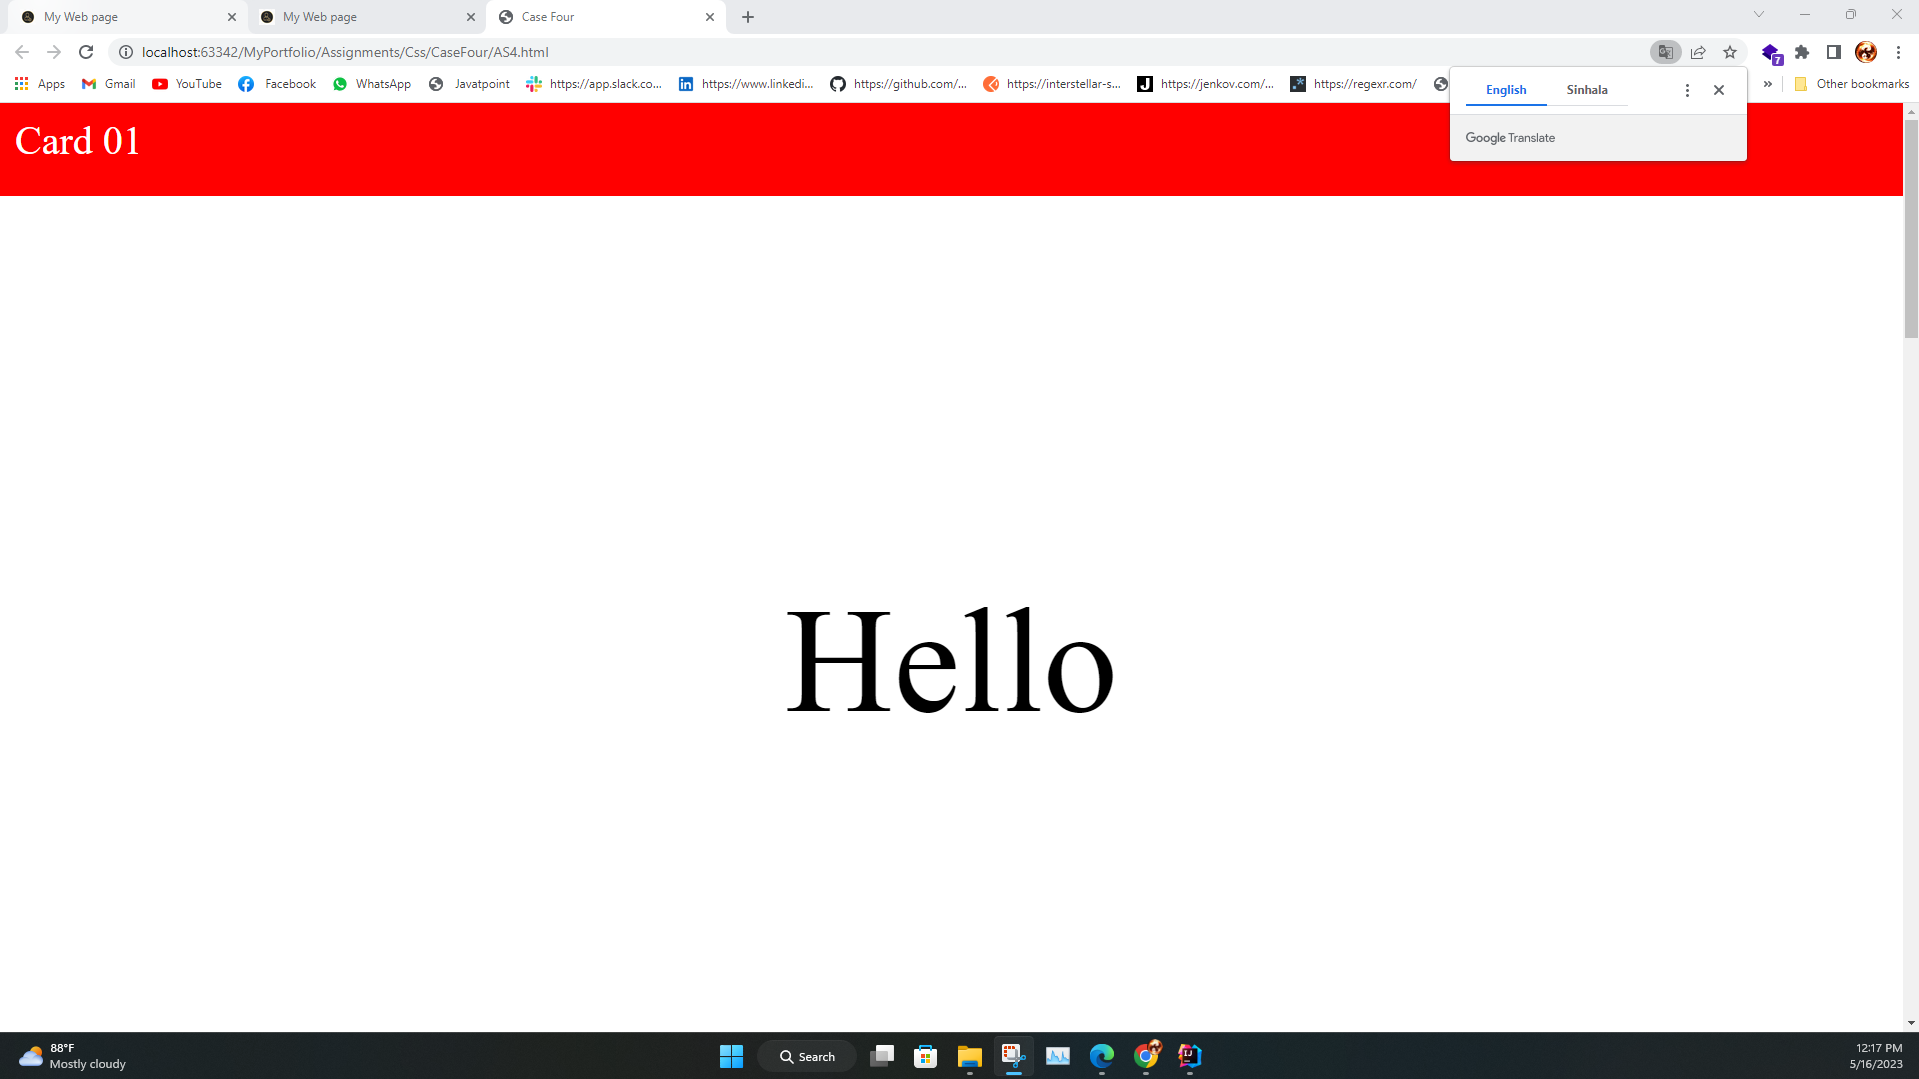 My Web page
My Web page
Case Four
localhost:63342/MyPortfolio/Assignments/Css/CaseFour/AS4.html
7
Apps
Gmail
YouTube
Facebook
WhatsApp
Javatpoint
https://app.slack.co...
https://www.linkedi...
https://github.com/...
https://interstellar-s...
https://jenkov.com/...
https://regexr.com/
»
Other bookmarks
English
Sinhala
Google Translate
Card 01
Hello
88°F
Mostly cloudy
Search
12:17 PM
5/16/2023